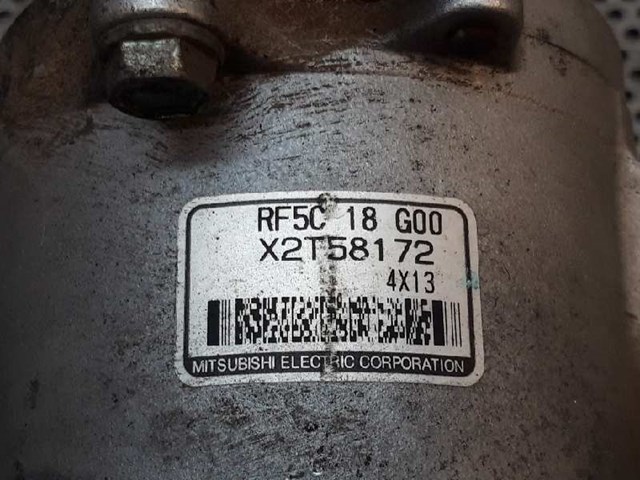 RF5C 18 G00
X2T58172
4X13
MITSUBISHI ELECTRIC CORPORATION